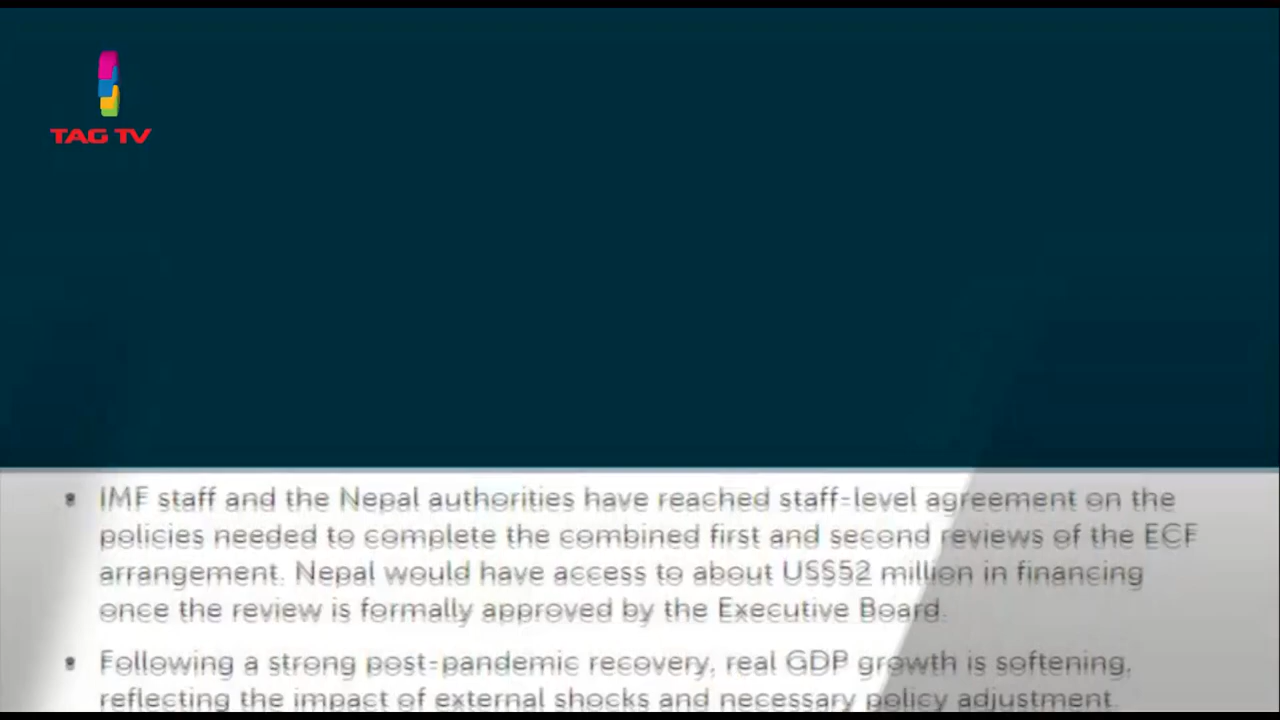 TAG TV
• IMF staff and the Nepal authorities have reached staff-level agreement on the
policies needed to complete the combined first and second reviews of the ECF
arrangement. Nepal would have access to about US$52 million in financing
once the review is formally approved by the Executive Board.
• Following a strong post-pandemic recovery, real GDP growth is softening,
reflecting the impact of external shocks and necessary policy adjustment.